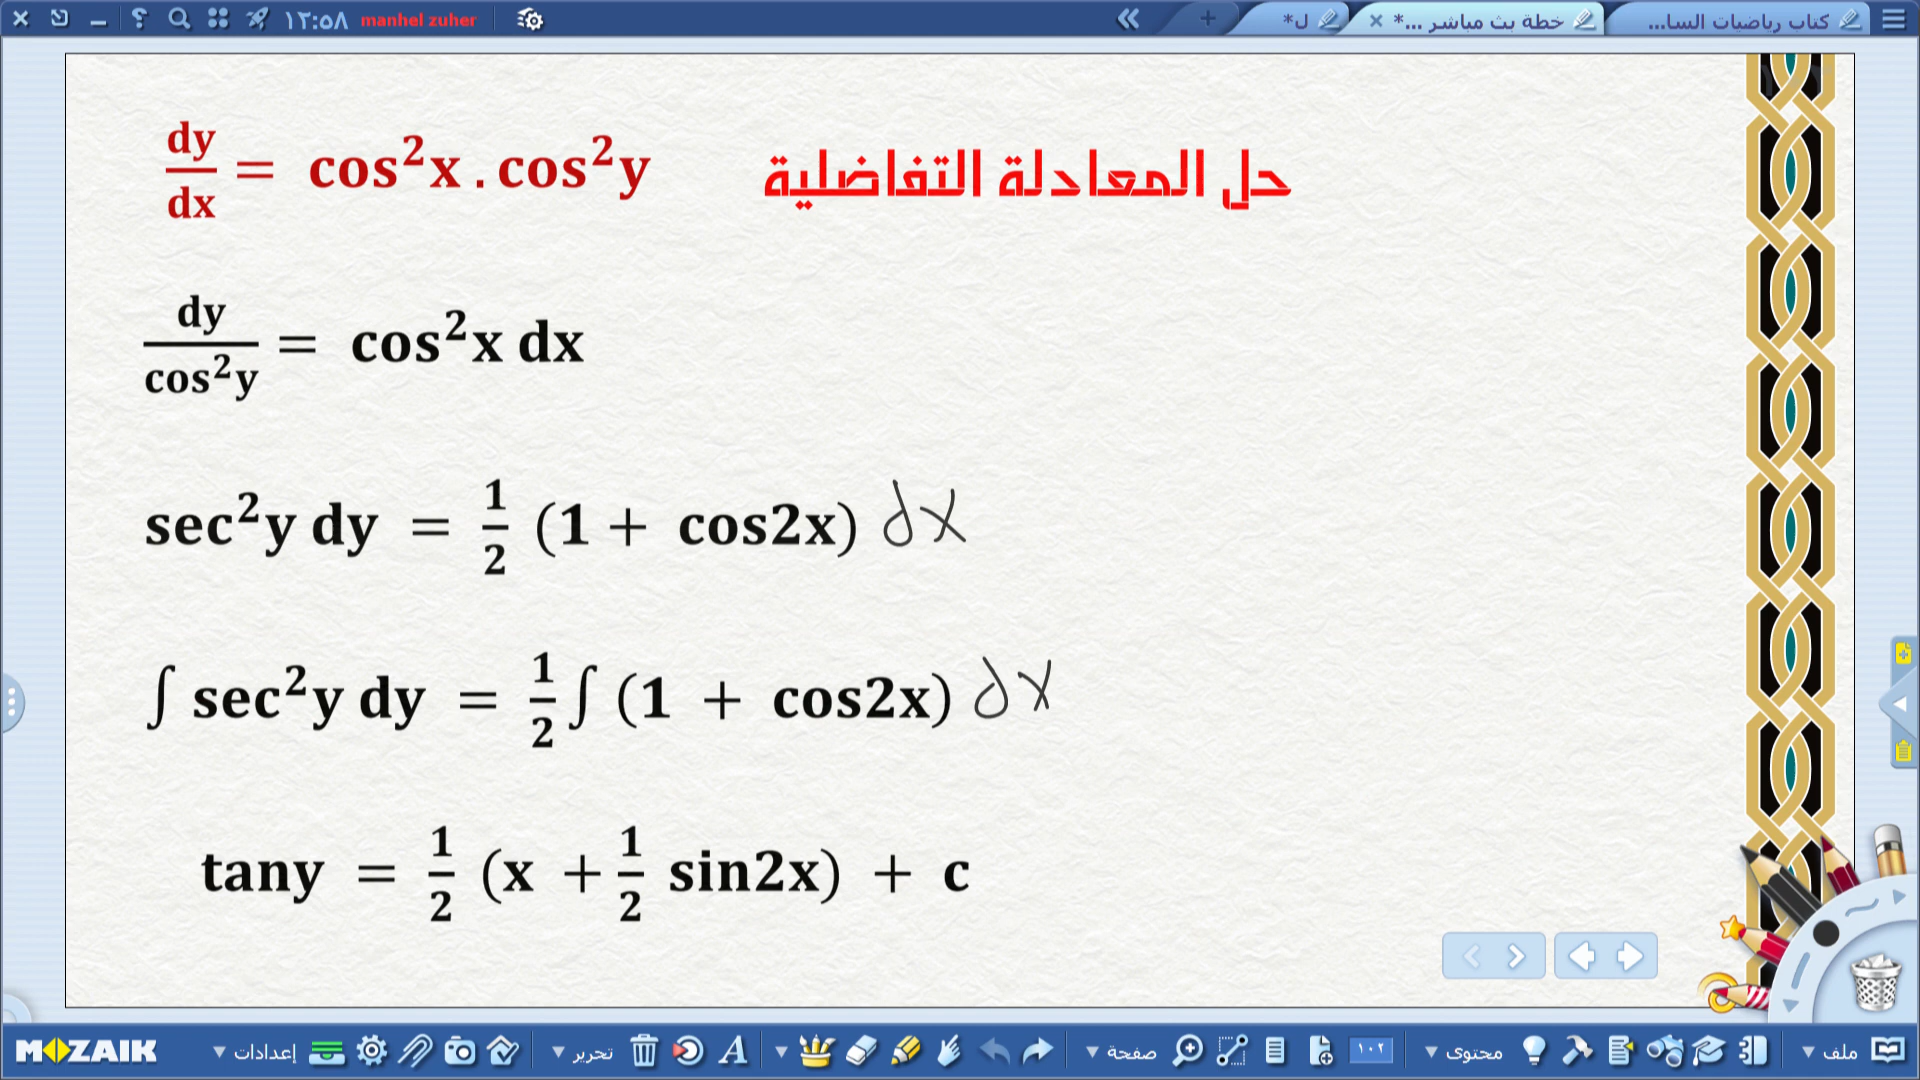 كتاب رياضيات السا...
خطة بث مباشر ...*
ل*
manhel zuher
١٢:٥٨
حل المعادلة التفاضلية
dy/dx = cos²x . cos²y
dy/cos²y = cos²x dx
sec²y dy = 1/2 (1 + cos2x) dx
∫ sec²y dy = 1/2 ∫ (1 + cos2x) dx
tany = 1/2 (x + 1/2 sin2x) + c
ملف
محتوى
١٠٢
صفحة
تحرير
إعدادات
MOZAIK